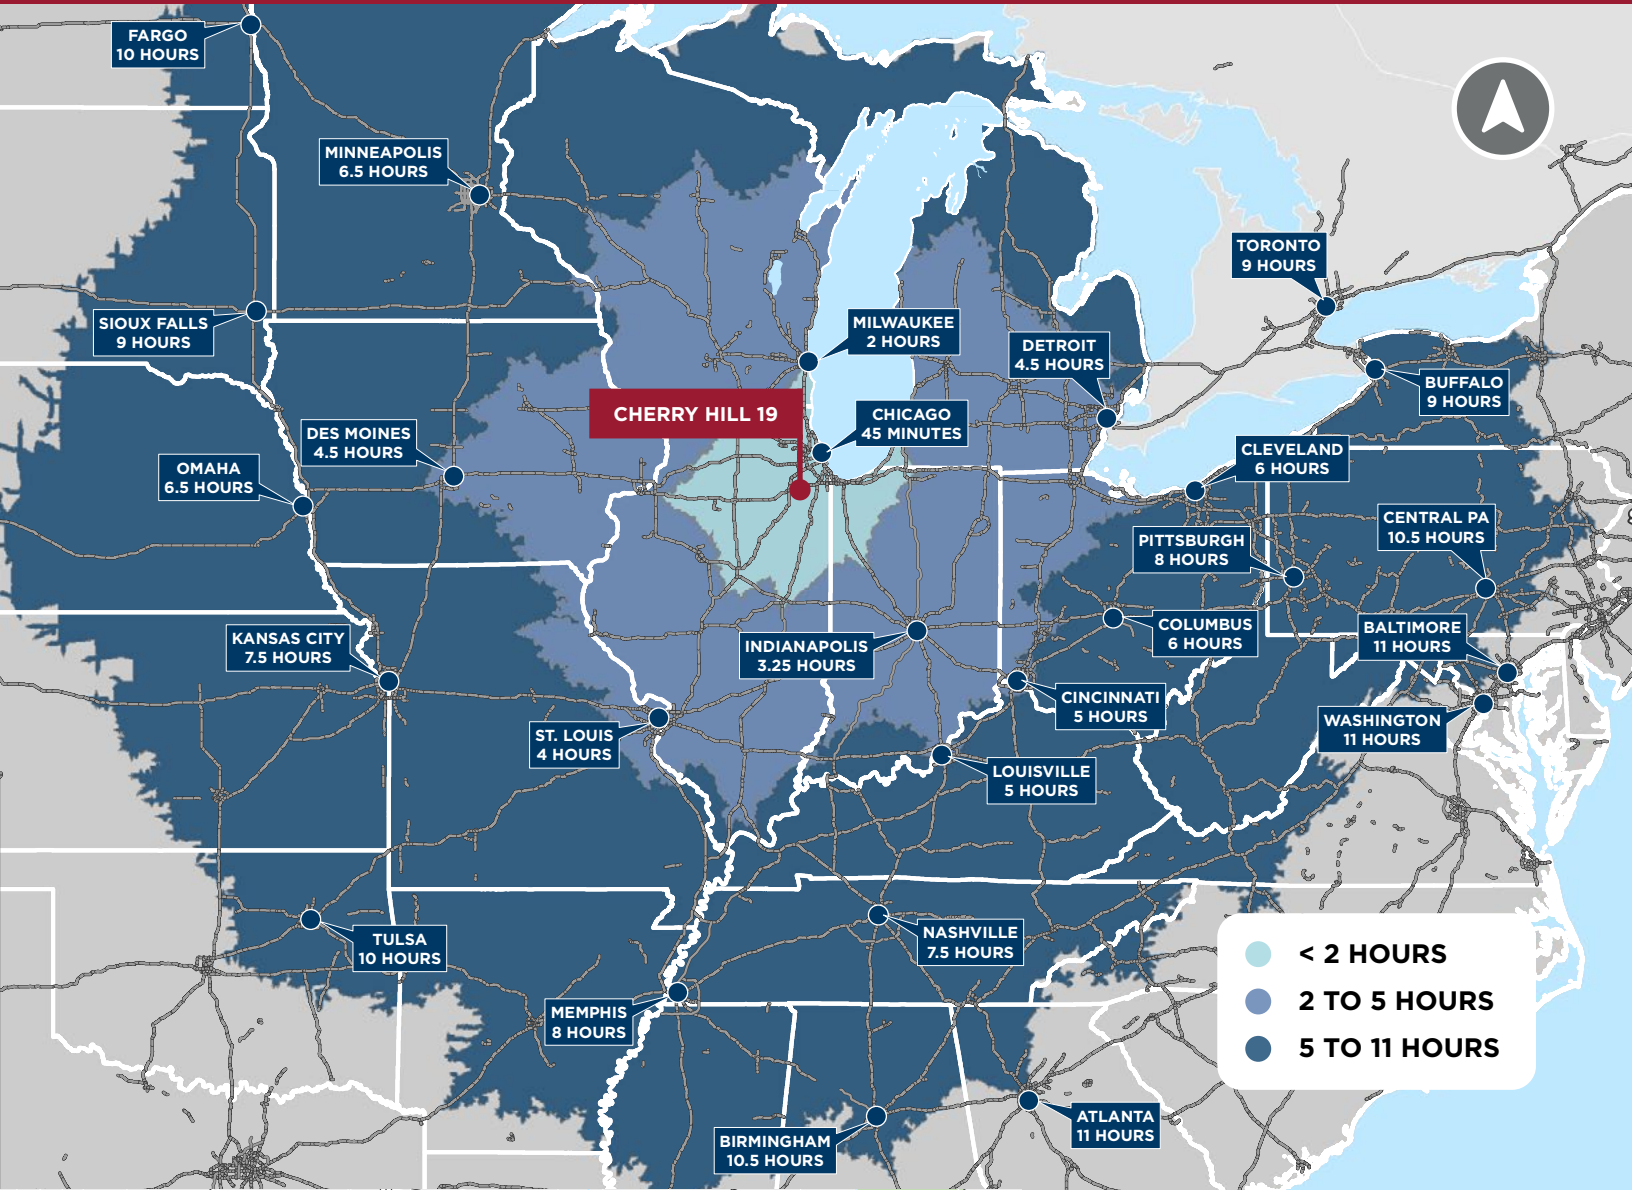 FARGO
10 HOURS
MINNEAPOLIS
6.5 HOURS
TORONTO
9 HOURS
SIOUX FALLS
9 HOURS
MILWAUKEE
2 HOURS
DETROIT
4.5 HOURS
BUFFALO
9 HOURS
CHERRY HILL 19
CHICAGO
45 MINUTES
DES MOINES
4.5 HOURS
CLEVELAND
6 HOURS
OMAHA
6.5 HOURS
CENTRAL PA
10.5 HOURS
PITTSBURGH
8 HOURS
COLUMBUS
6 HOURS
BALTIMORE
11 HOURS
KANSAS CITY
7.5 HOURS
INDIANAPOLIS
3.25 HOURS
CINCINNATI
5 HOURS
WASHINGTON
11 HOURS
ST. LOUIS
4 HOURS
LOUISVILLE
5 HOURS
TULSA
10 HOURS
NASHVILLE
7.5 HOURS
MEMPHIS
8 HOURS
BIRMINGHAM
10.5 HOURS
ATLANTA
11 HOURS
< 2 HOURS
2 TO 5 HOURS
5 TO 11 HOURS